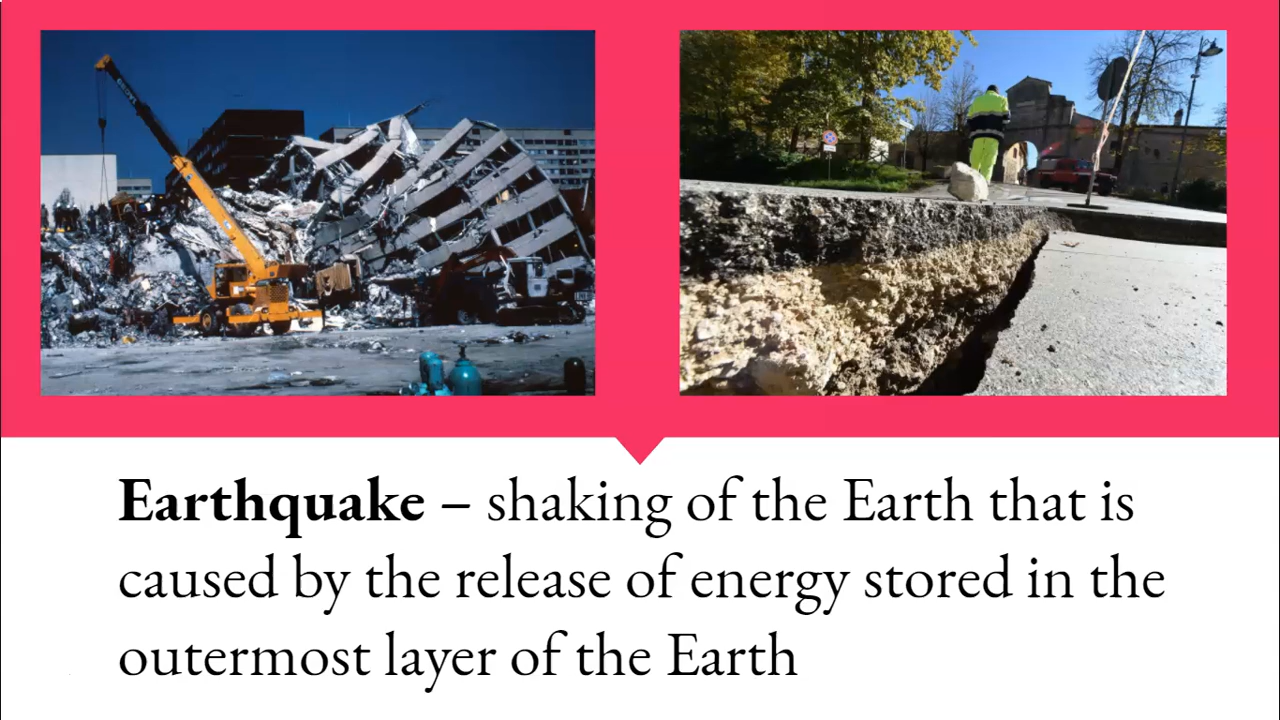 Earthquake – shaking of the Earth that is
caused by the release of energy stored in the
outermost layer of the Earth